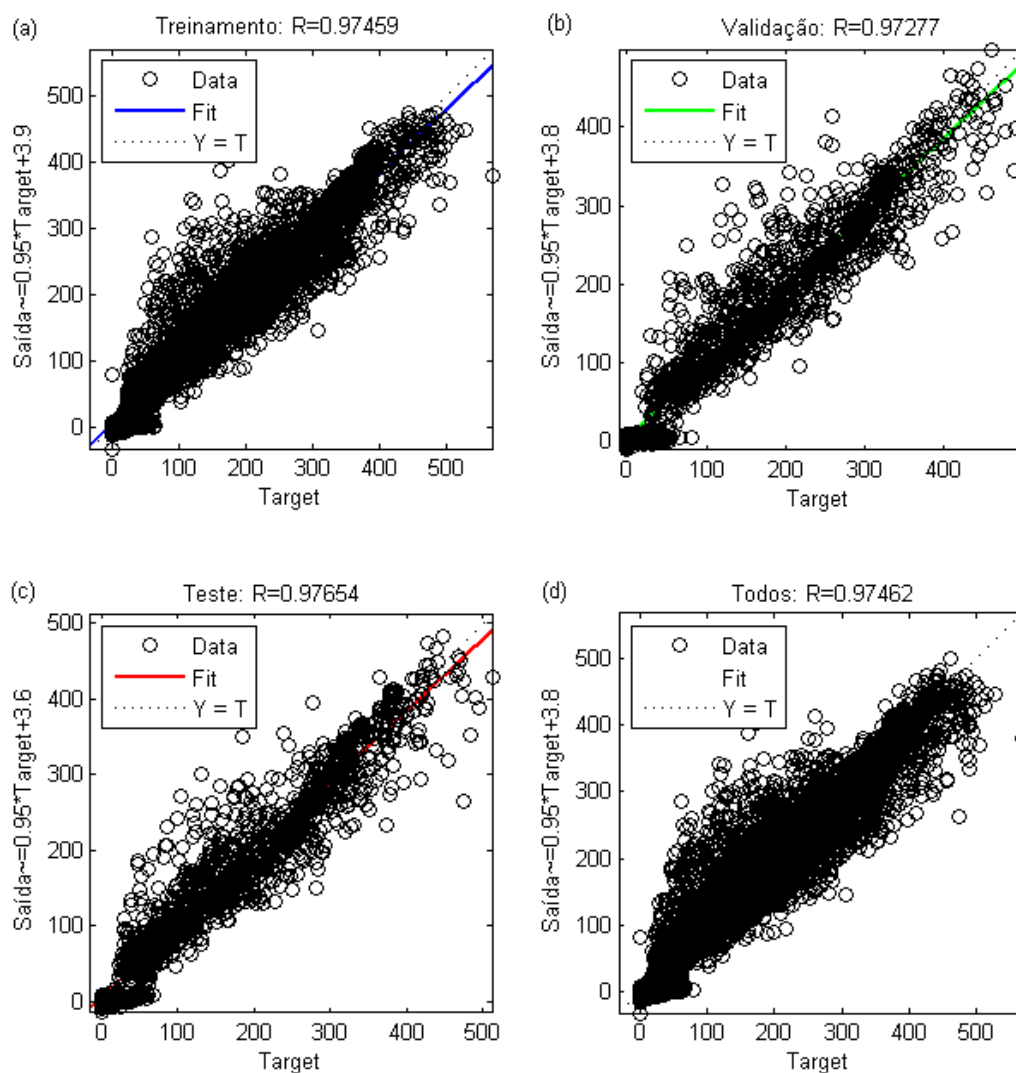 (a)
Treinamento: R=0.97459
Saída~=0.95*Target+3.9
Data
Fit
Y = T
500
400
300
200
100
0
0 100 200 300 400 500
Target
(b)
Validação: R=0.97277
Saída~=0.95*Target+3.8
Data
Fit
Y = T
400
300
200
100
0
0 100 200 300 400
Target
(c)
Teste: R=0.97654
Saída~=0.95*Target+3.6
Data
Fit
Y = T
500
400
300
200
100
0
0 100 200 300 400 500
Target
(d)
Todos: R=0.97462
Saída~=0.95*Target+3.8
Data
Fit
Y = T
500
400
300
200
100
0
0 100 200 300 400 500
Target